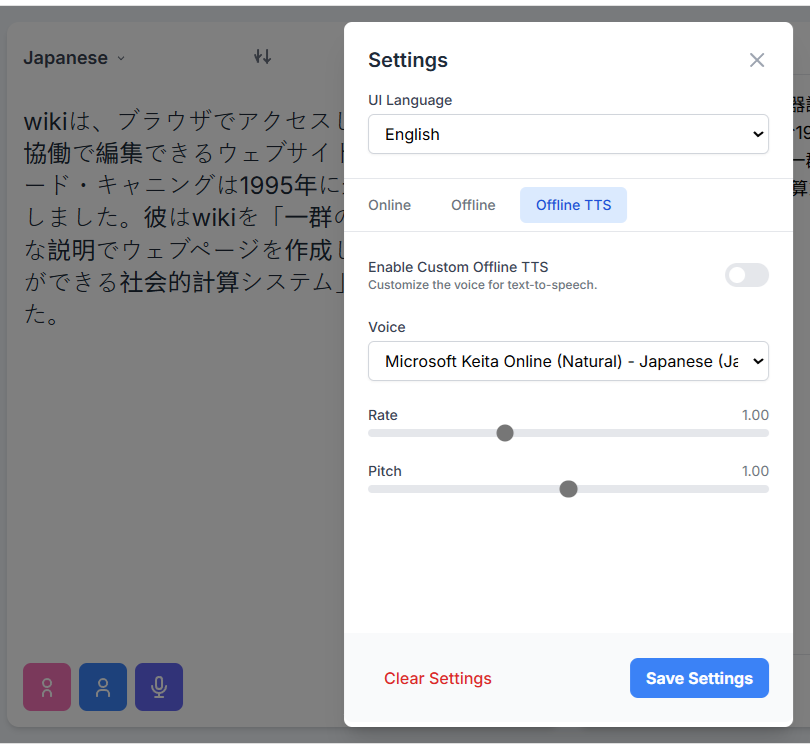 Japanese
wikiは、ブラウザでアクセスし
協働で編集できるウェブサイト
ード・キャニングは1995年に
しました。彼はwikiを「一群の
な説明でウェブページを作成し
ができる社会的計算システム」
た。
Settings
UI Language
English
Online Offline Offline TTS
Enable Custom Offline TTS
Customize the voice for text-to-speech.
Voice
Microsoft Keita Online (Natural) - Japanese (Ja
Rate 1.00
Pitch 1.00
Clear Settings Save Settings